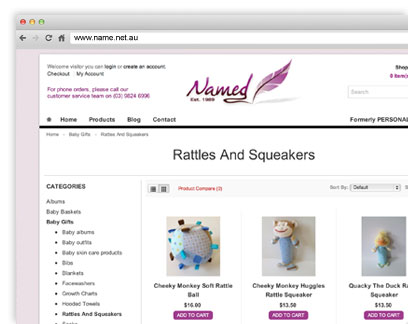 www.name.net.au
Welcome visitor you can login or create an account.
Checkout My Account
For phone orders, please call our
customer service team on (03) 9824 6996
Named
Est. 1989
Shop
0 item(s
Search
Home Products Blog Contact Formerly PERSONAL
Home » Baby Gifts » Rattles And Squeakers
Rattles And Squeakers
CATEGORIES
Product Compare (3)
Sort By: Default
Albums
Baby Baskets
Baby Gifts
Baby albums
Baby outfits
Baby skin care products
Bibs
Blankets
Facewashers
Growth Charts
Hooded Towels
Rattles And Squeakers
Cheeky Monkey Soft Rattle
Ball
$16.00
ADD TO CART
Cheeky Monkey Huggles
Rattle Squeaker
$13.50
ADD TO CART
Quacky The Duck Ra
Squeaker
$13.50
ADD TO CART